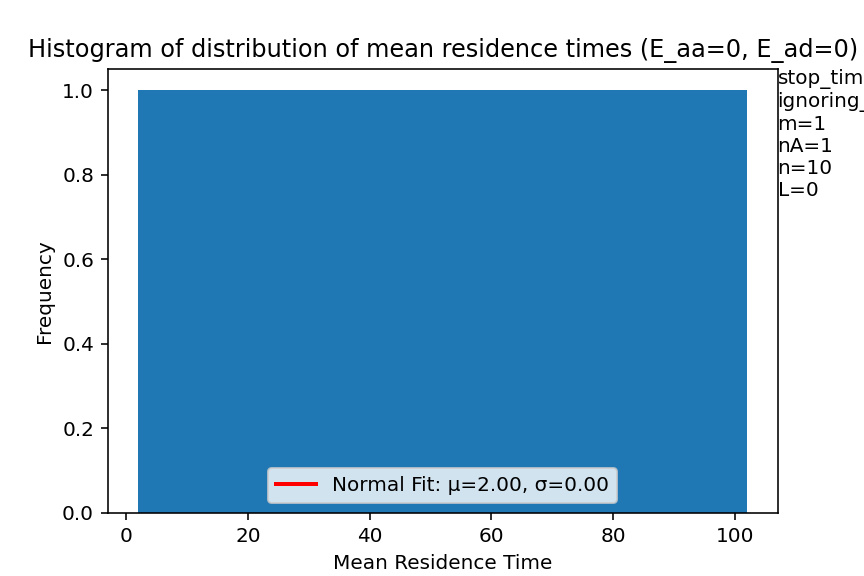 Histogram of distribution of mean residence times (E_aa=0, E_ad=0)
stop_tim
ignoring_
m=1
nA=1
n=10
L=0
1.0
0.8
0.6
0.4
0.2
0.0
Frequency
Normal Fit: μ=2.00, σ=0.00
0 20 40 60 80 100
Mean Residence Time